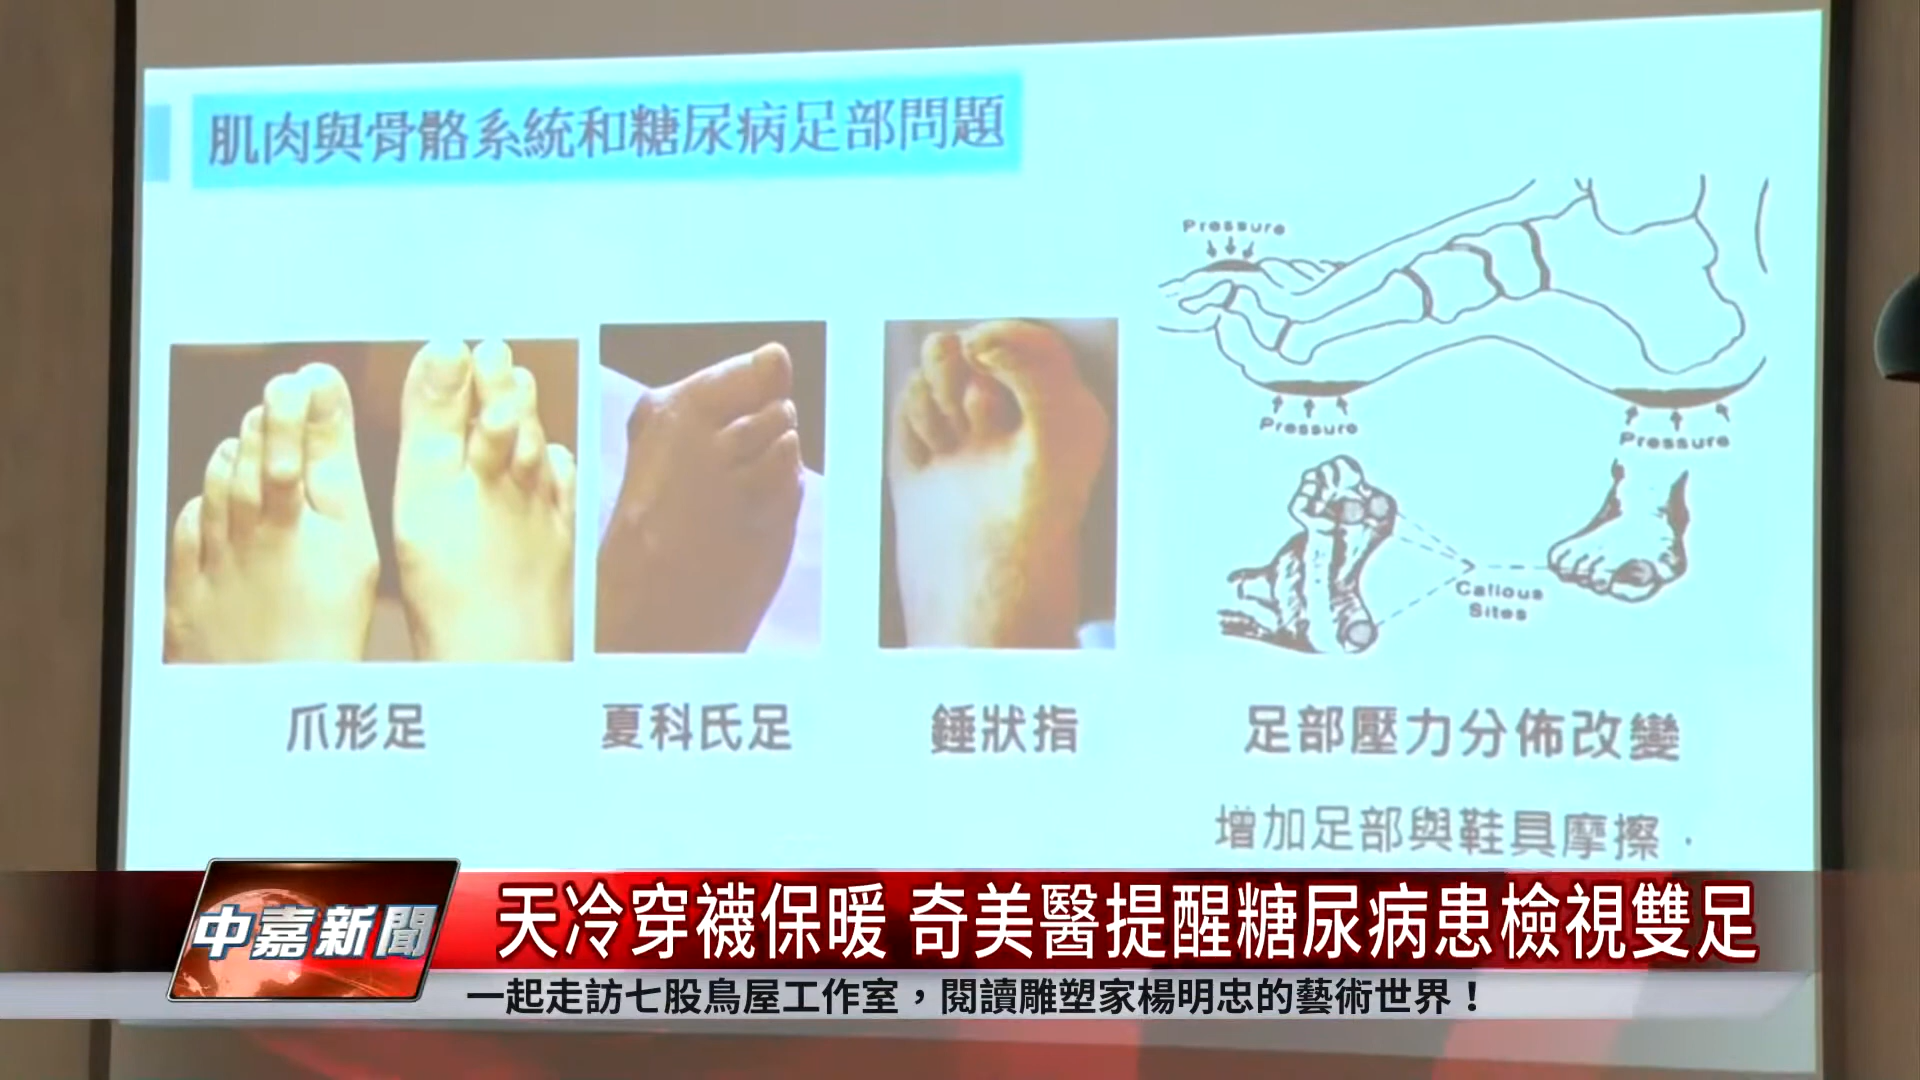 肌肉與骨骼系統和糖尿病足部問題
Pressure
Pressure
Pressure
Callous
Sites
爪形足
夏科氏足
錘狀指
足部壓力分佈改變
增加足部與鞋具摩擦．
中嘉新聞
天冷穿襪保暖 奇美醫提醒糖尿病患檢視雙足
一起走訪七股鳥屋工作室，閱讀雕塑家楊明忠的藝術世界！